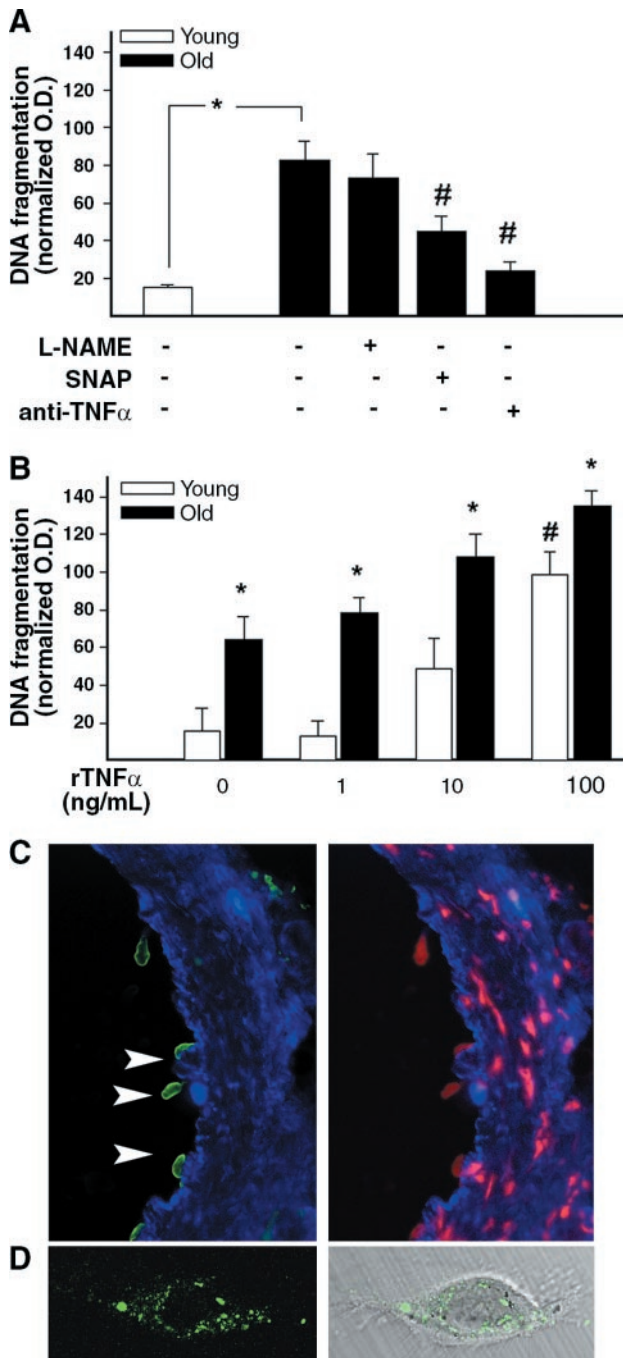 A
Young
Old
DNA fragmentation
(normalized O.D.)
140
120
100
80
60
40
20
*
#
#
L-NAME - - + - -
SNAP - - - + -
anti-TNFα - - - - +
B
Young
Old
DNA fragmentation
(normalized O.D.)
140
120
100
80
60
40
20
*
*
*
#
*
rTNFα
(ng/mL)
0 1 10 100
C
D